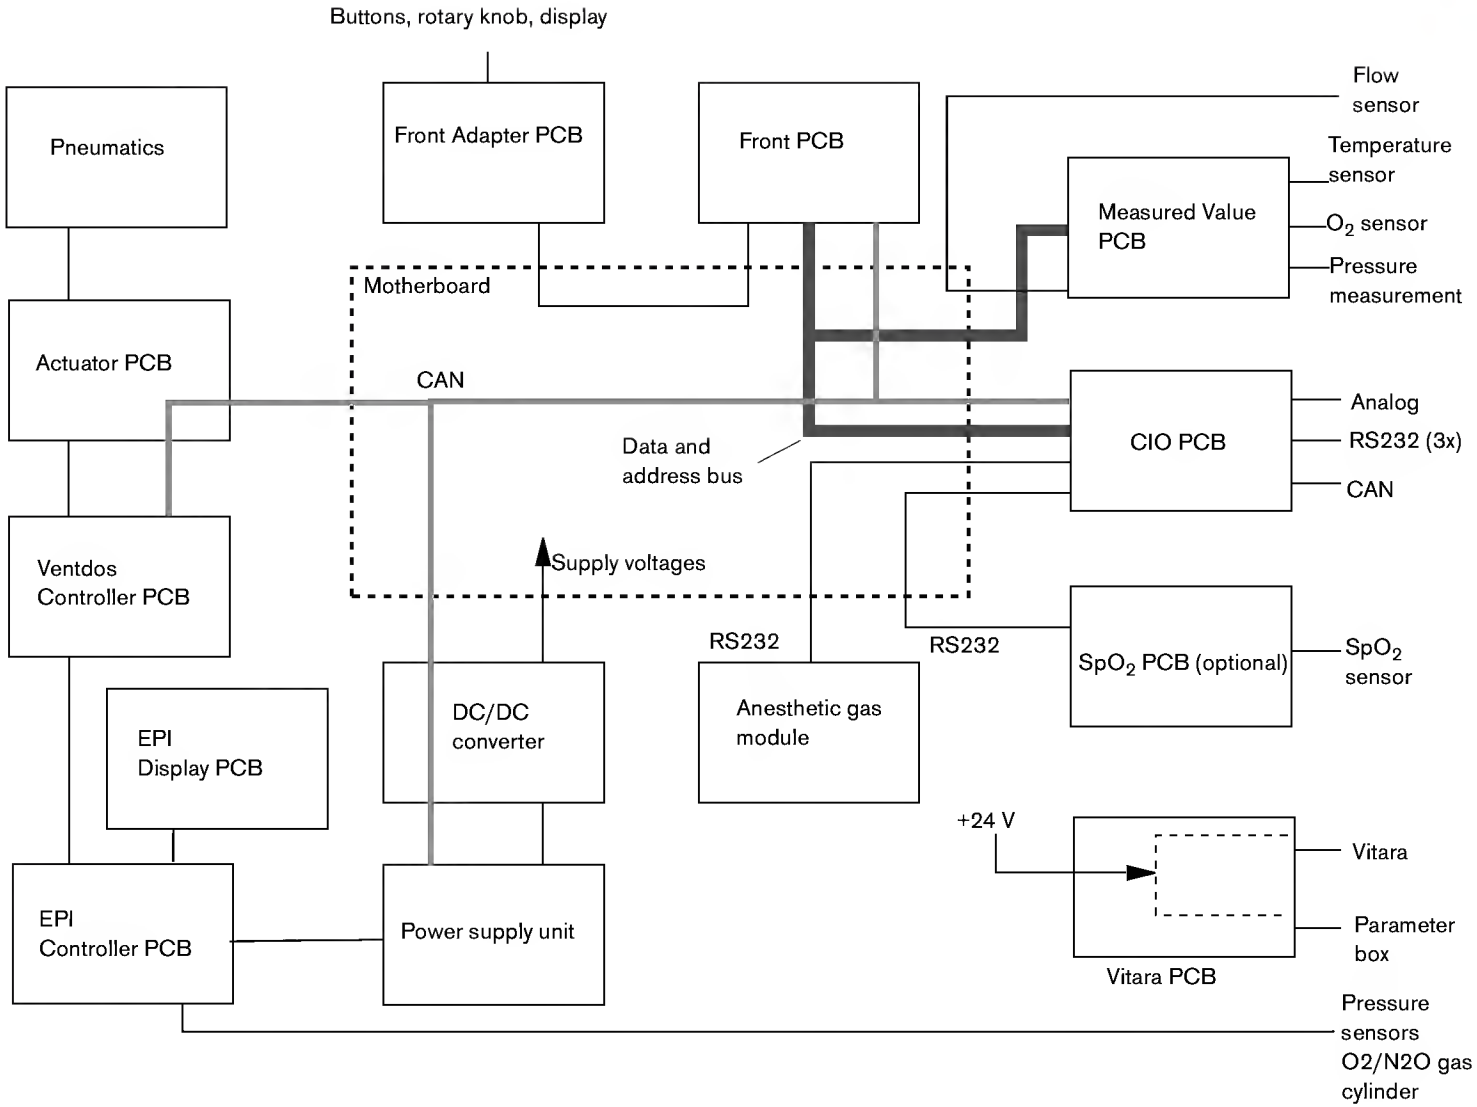 Buttons, rotary knob, display
Flow
sensor
Pneumatics
Front Adapter PCB
Front PCB
Temperature
sensor
Measured Value
PCB
O2 sensor
Pressure
measurement
Motherboard
Actuator PCB
CAN
Data and
address bus
CIO PCB
Analog
RS232 (3x)
CAN
Ventdos
Controller PCB
Supply voltages
RS232
RS232
SpO2 PCB (optional)
SpO2
sensor
EPI
Display PCB
DC/DC
converter
Anesthetic gas
module
+24 V
Vitara
Parameter
box
Vitara PCB
EPI
Controller PCB
Power supply unit
Pressure
sensors
O2/N2O gas
cylinder